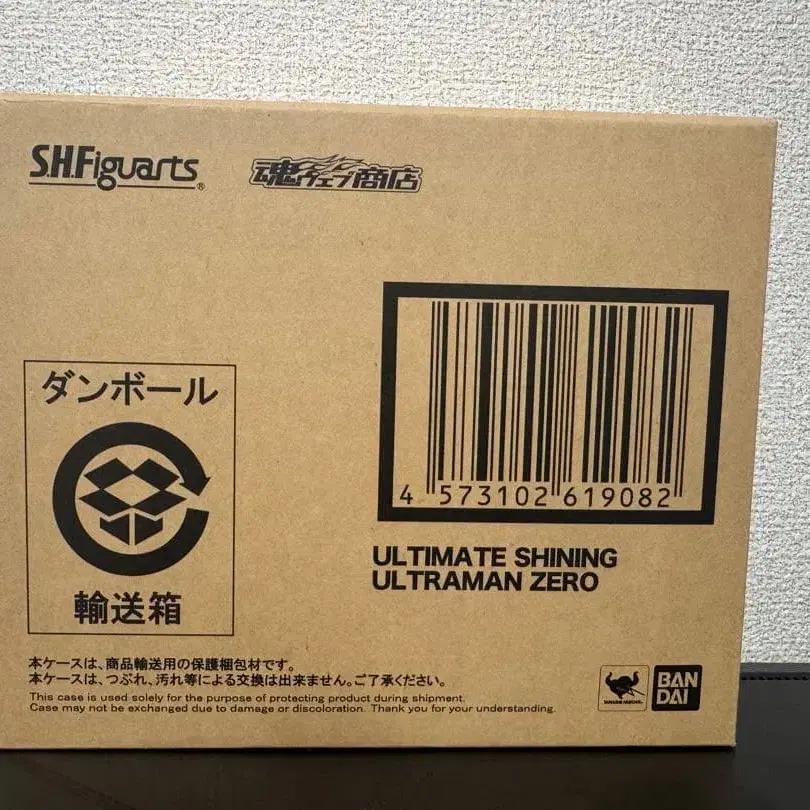 S.H.Figuarts®
魂ウェブ商店
4 573102 619082
ダンボール
輸送箱
ULTIMATE SHINING
ULTRAMAN ZERO
本ケースは、商品輸送用の保護梱包材です。
本ケースは、つぶれ、汚れ等による交換は出来ません。ご了承ください。
This case is used solely for the purpose of protecting product during shipment.
Case may not be exchanged due to damage or discoloration. Thank you for your understanding.
TAMASHII NATIONS
BAN
DAI